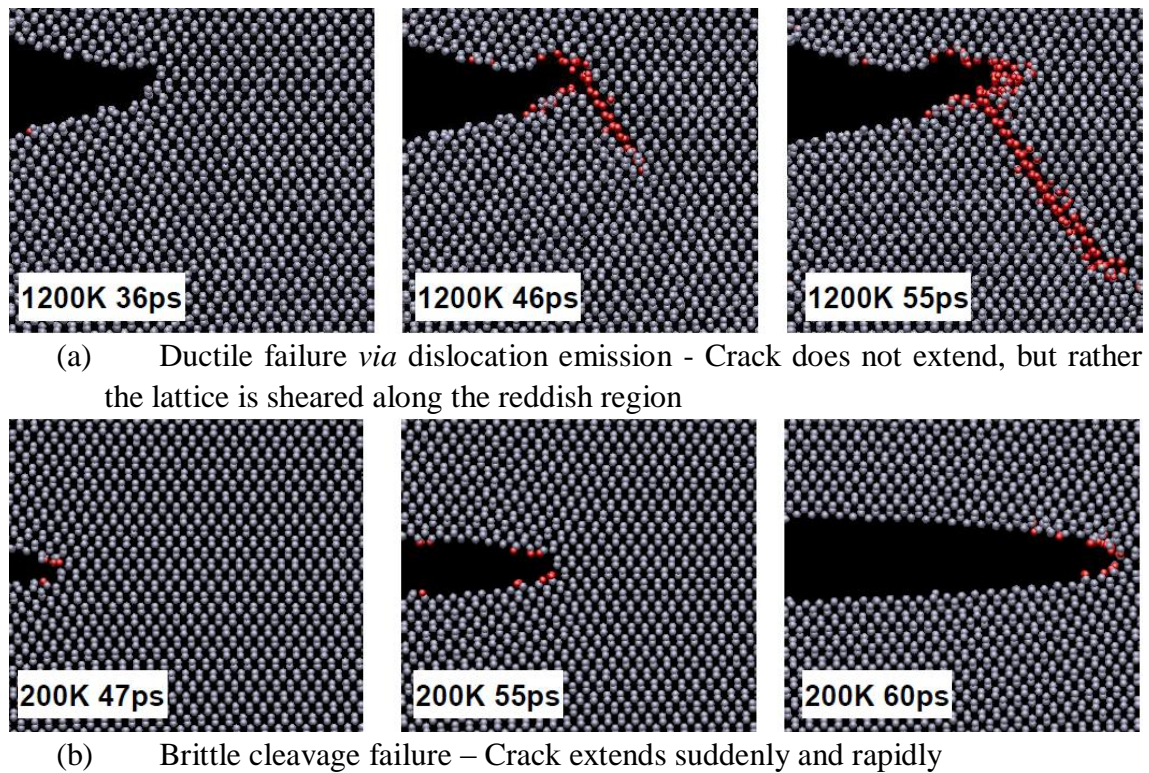 1200K 36ps
1200K 46ps
1200K 55ps
(a) Ductile failure via dislocation emission - Crack does not extend, but rather
the lattice is sheared along the reddish region
200K 47ps
200K 55ps
200K 60ps
(b) Brittle cleavage failure – Crack extends suddenly and rapidly